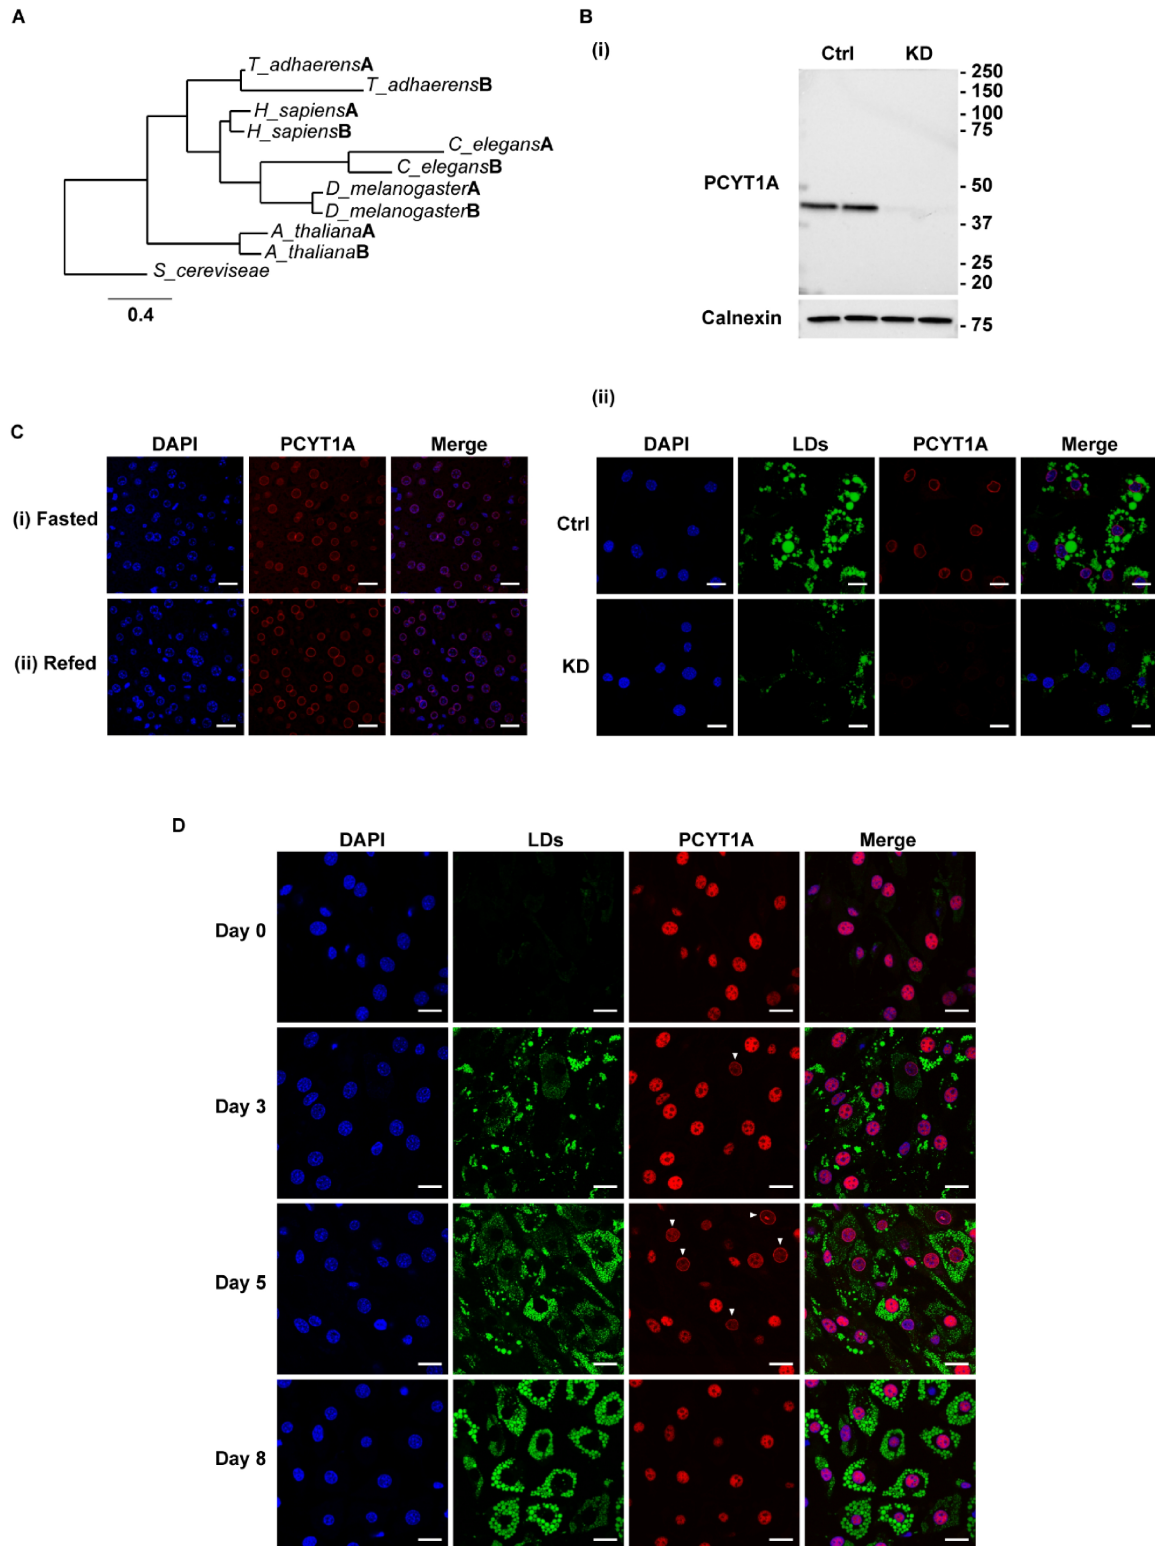 A
T_adhaerensA
T_adhaerensB
H_sapiensA
H_sapiensB
C_elegansA
C_elegansB
D_melanogasterA
D_melanogasterB
A_thalianaA
A_thalianaB
S_cereviseae
0.4
B
(i)
Ctrl KD
- 250
- 150
- 100
- 75
PCYT1A
- 50
- 37
- 25
- 20
Calnexin
- 75
(ii)
DAPI LDs PCYT1A Merge
Ctrl
KD
C
DAPI PCYT1A Merge
(i) Fasted
(ii) Refed
D
DAPI LDs PCYT1A Merge
Day 0
Day 3
Day 5
Day 8